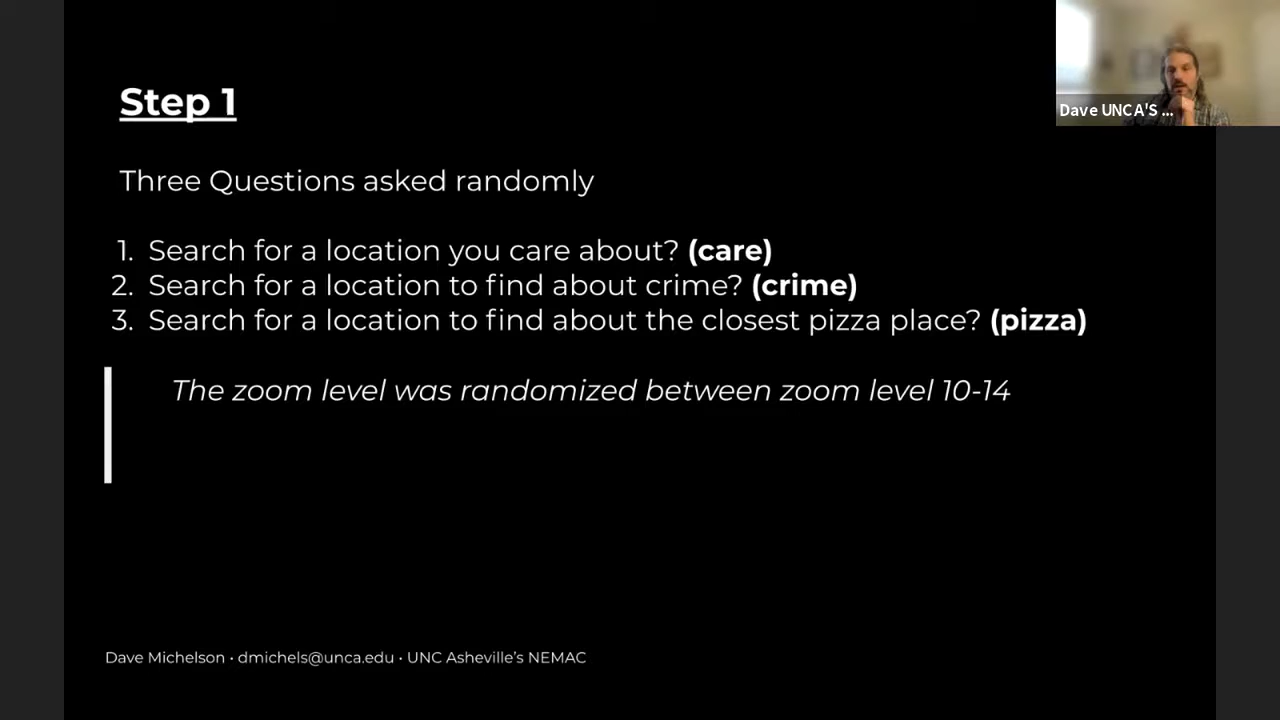 Step 1
Dave UNCA'S ...
Three Questions asked randomly
1. Search for a location you care about? (care)
2. Search for a location to find about crime? (crime)
3. Search for a location to find about the closest pizza place? (pizza)
The zoom level was randomized between zoom level 10-14
Dave Michelson • dmichels@unca.edu • UNC Asheville’s NEMAC